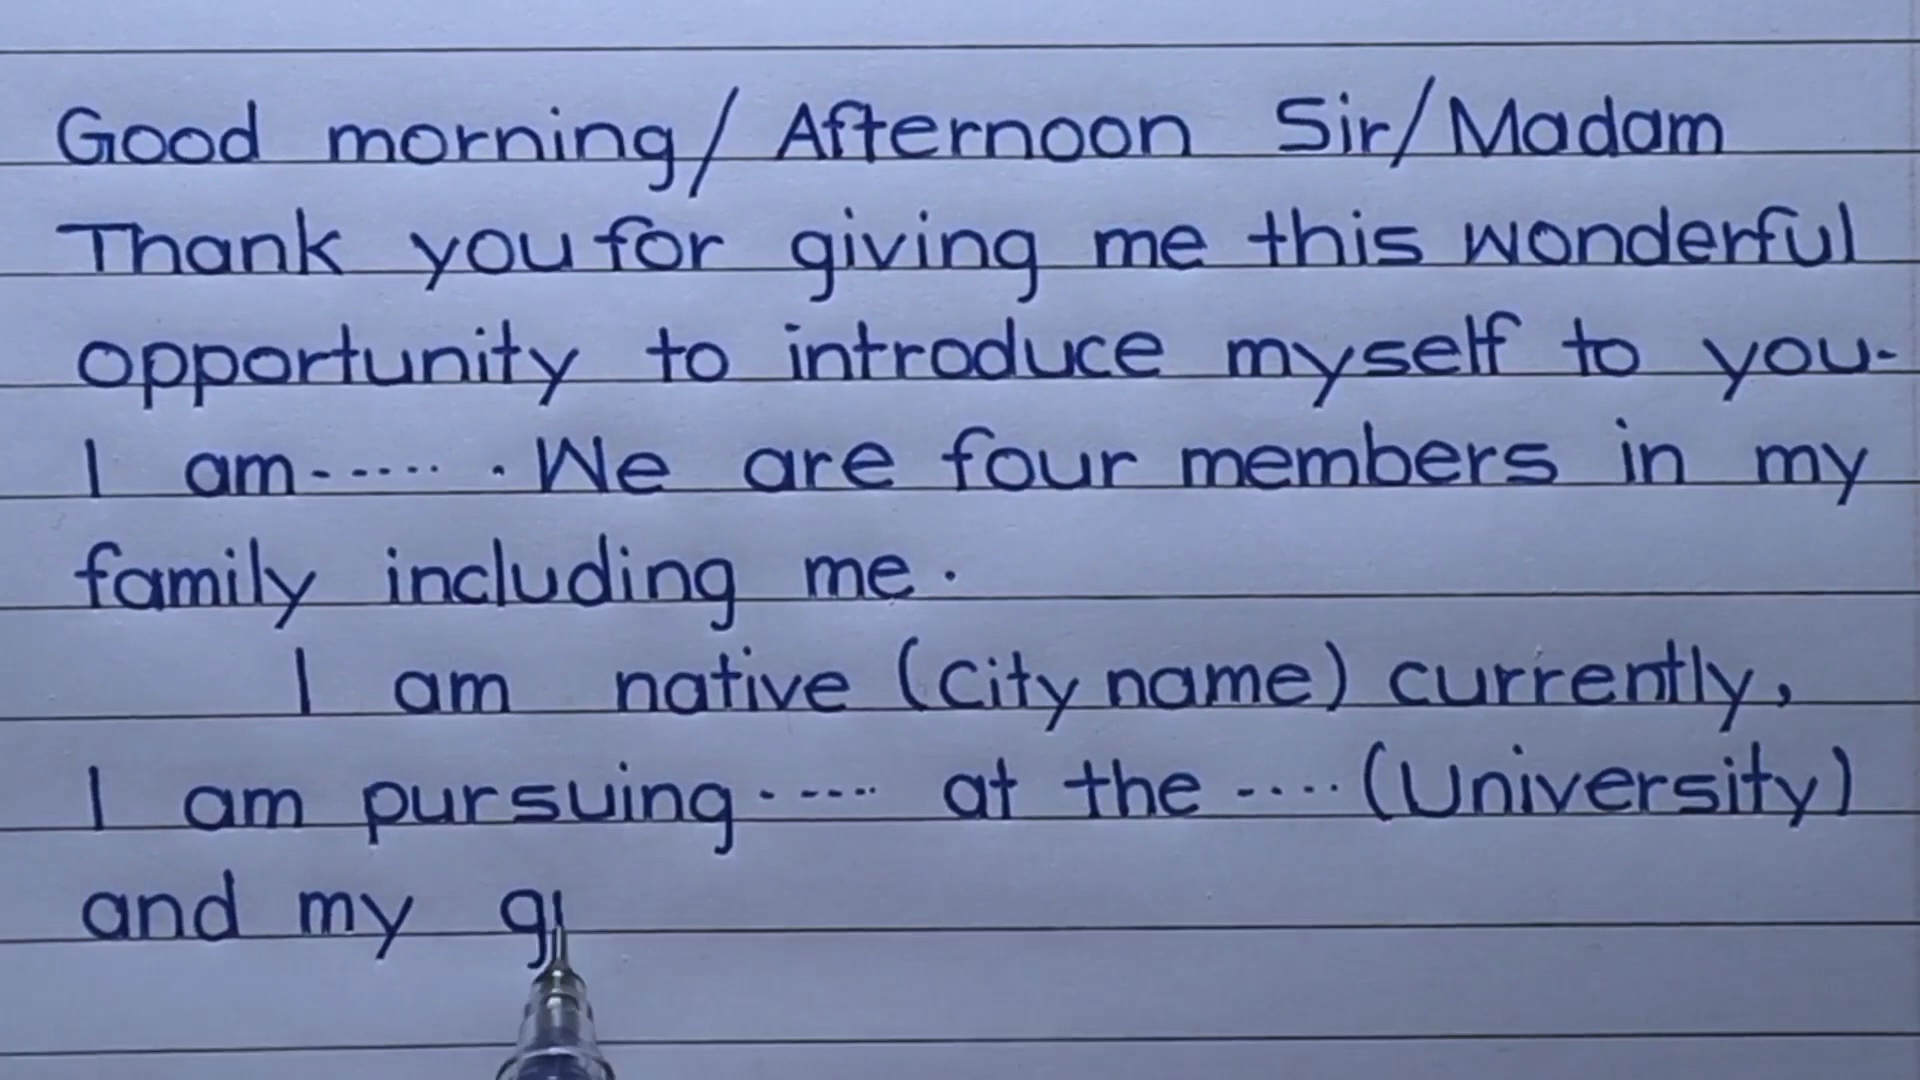 Good morning/ Afternoon Sir/Madam
Thank you for giving me this wonderful
opportunity to introduce myself to you.
I am------ . We are four members in my
family including me.
I am native (city name) currently,
I am pursuing ------ at the ---- (University)
and my